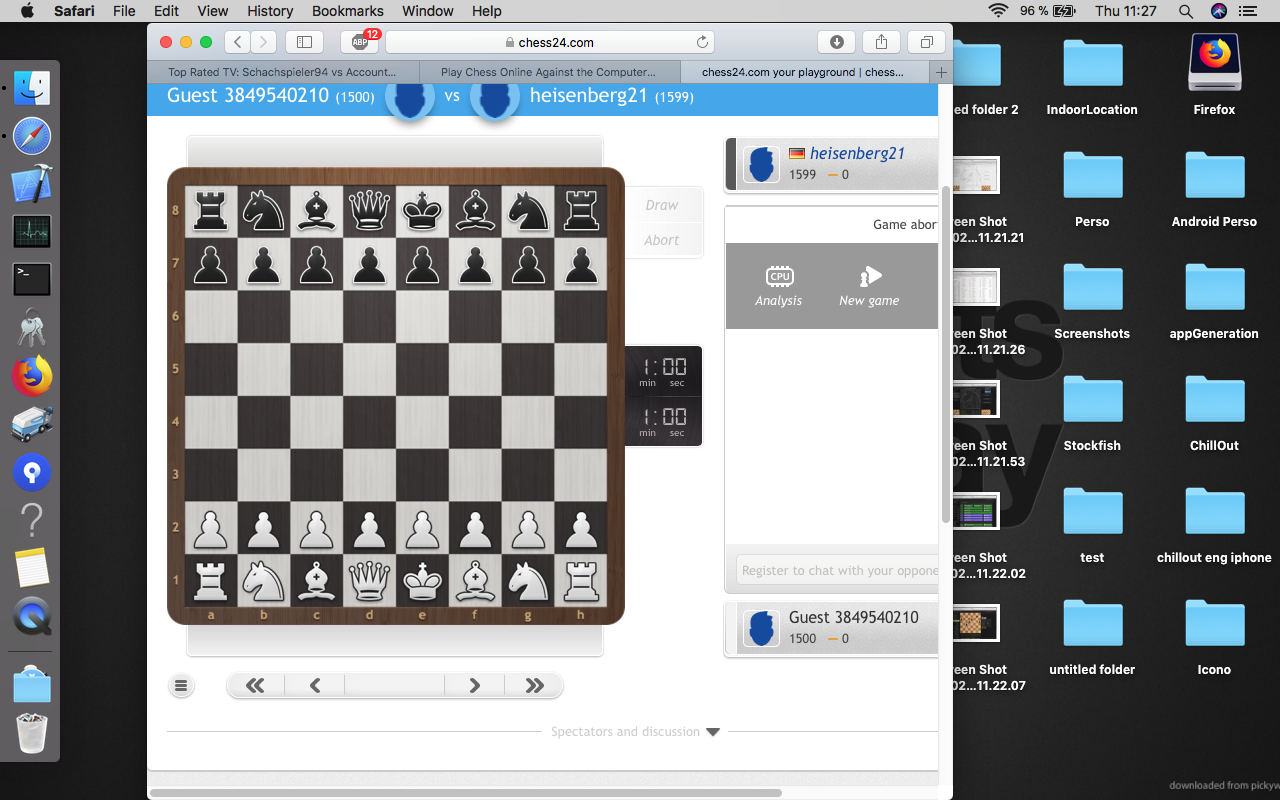 Safari File Edit View History Bookmarks Window Help 96 % Thu 11:27
ABP 12 chess24.com
Top Rated TV: Schachspieler94 vs Account... Play Chess Online Against the Computer... chess24.com your playground | chess...
Guest 3849540210 (1500) VS heisenberg21 (1599)
heisenberg21
1599 0
8
Draw
Abort
7
Game abor
CPU
Analysis New game
6
5
1:00
min sec
4
1:00
min sec
3
2
Register to chat with your oppone
1
a b c d e f g h
Guest 3849540210
1500 0
Spectators and discussion
>_
ed folder 2 IndoorLocation Firefox
een Shot
02...11.21.21 Perso Android Perso
een Shot
02...11.21.26 Screenshots appGeneration
een Shot
02...11.21.53 Stockfish ChillOut
een Shot
02...11.22.02 test chillout eng iphone
een Shot
02...11.22.07 untitled folder Icono
downloaded from pickyw